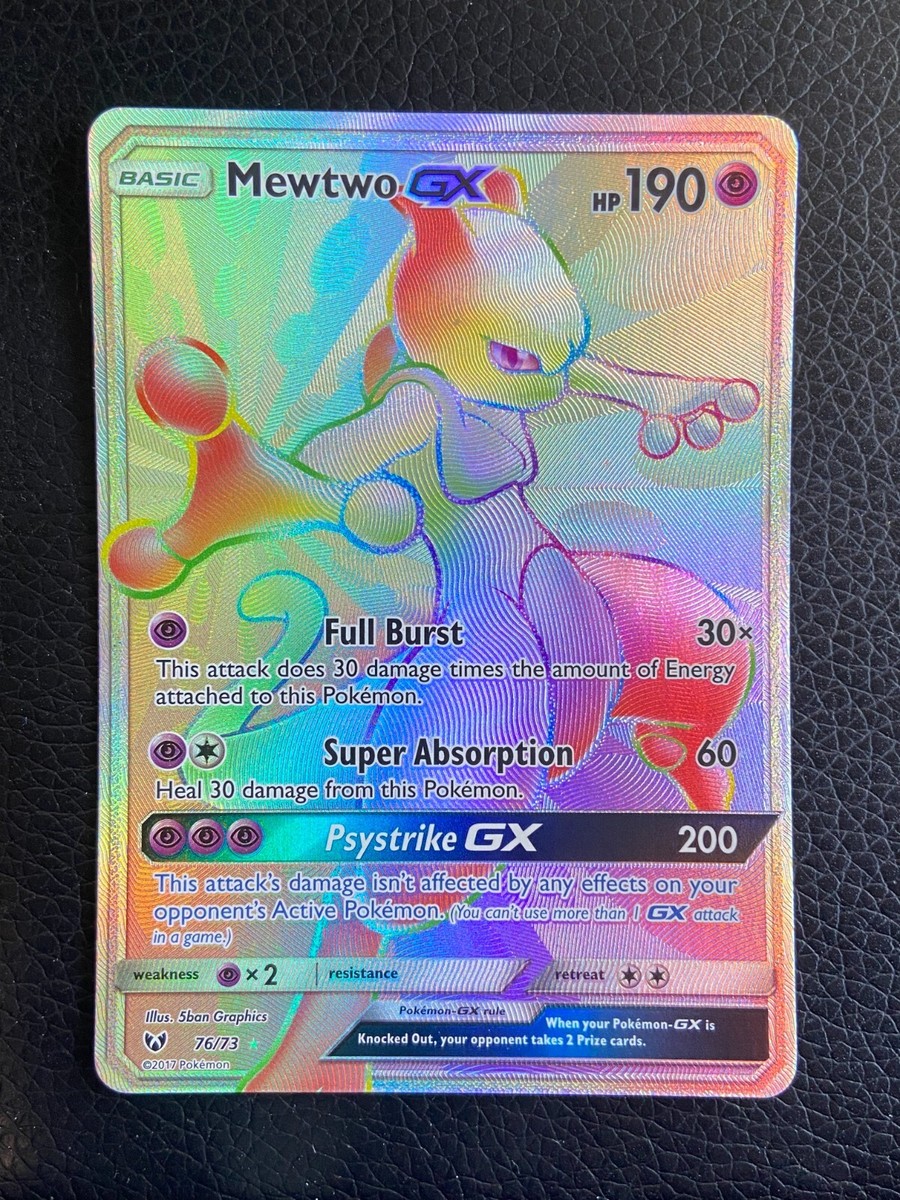 BASIC Mewtwo GX HP 190
Full Burst 30×
This attack does 30 damage times the amount of Energy
attached to this Pokémon.
Super Absorption 60
Heal 30 damage from this Pokémon.
Psystrike GX 200
This attack's damage isn't affected by any effects on your
opponent's Active Pokémon. (You can't use more than 1 GX attack
in a game.)
weakness ×2 resistance retreat
Illus. 5ban Graphics
76/73
©2017 Pokémon
Pokémon-GX rule
When your Pokémon-GX is
Knocked Out, your opponent takes 2 Prize cards.